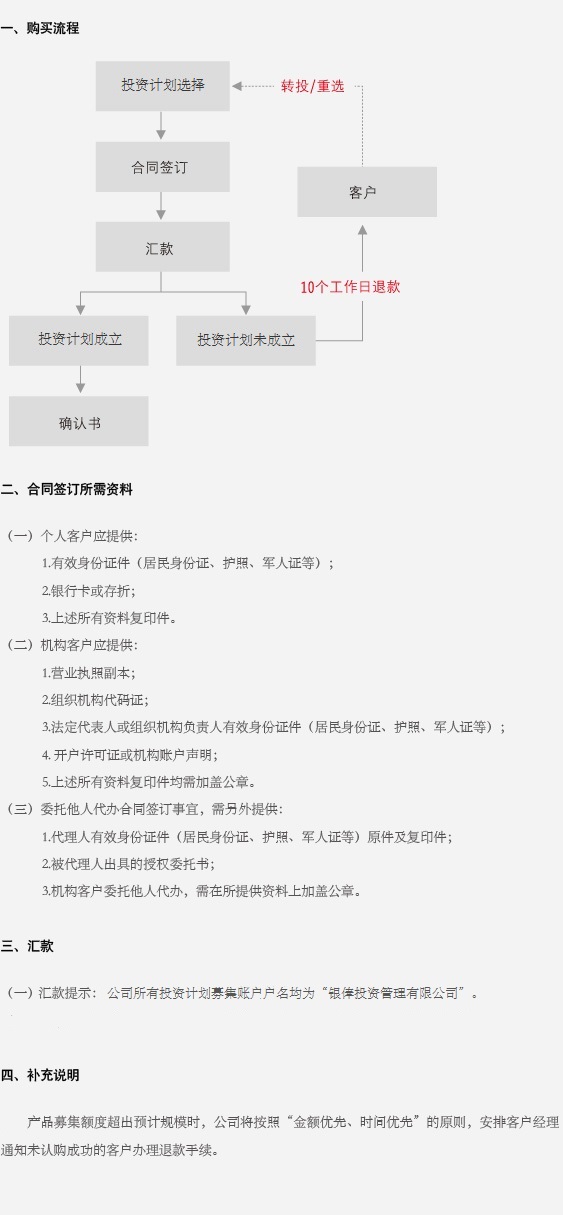 一、购买流程
投资计划选择
转投/重选
合同签订
客户
汇款
10个工作日退款
投资计划成立
投资计划未成立
确认书
二、合同签订所需资料
（一）个人客户应提供：
1.有效身份证件（居民身份证、护照、军人证等）；
2.银行卡或存折；
3.上述所有资料复印件。
（二）机构客户应提供：
1.营业执照副本；
2.组织机构代码证；
3.法定代表人或组织机构负责人有效身份证件（居民身份证、护照、军人证等）；
4. 开户许可证或机构账户声明；
5.上述所有资料复印件均需加盖公章。
（三）委托他人代办合同签订事宜，需另外提供：
1.代理人有效身份证件（居民身份证、护照、军人证等）原件及复印件；
2.被代理人出具的授权委托书；
3.机构客户委托他人代办，需在所提供资料上加盖公章。
三、汇款
（一）汇款提示： 公司所有投资计划募集账户户名均为“银俸投资管理有限公司”。
四、补充说明
产品募集额度超出预计规模时，公司将按照“金额优先、时间优先”的原则，安排客户经理
通知未认购成功的客户办理退款手续。